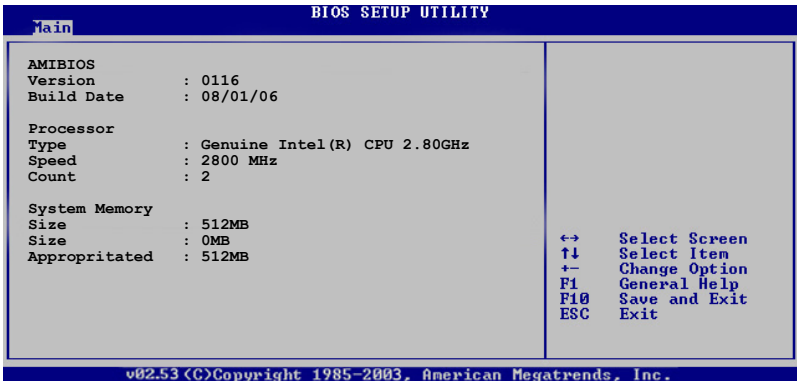 BIOS SETUP UTILITY
Main
AMIBIOS
Version : 0116
Build Date : 08/01/06
Processor
Type : Genuine Intel(R) CPU 2.80GHz
Speed : 2800 MHz
Count : 2
System Memory
Size : 512MB
Size : 0MB
Appropritated : 512MB
←→ Select Screen
↑↓ Select Item
+- Change Option
F1 General Help
F10 Save and Exit
ESC Exit
v02.53 (C)Copyright 1985-2003, American Megatrends, Inc.